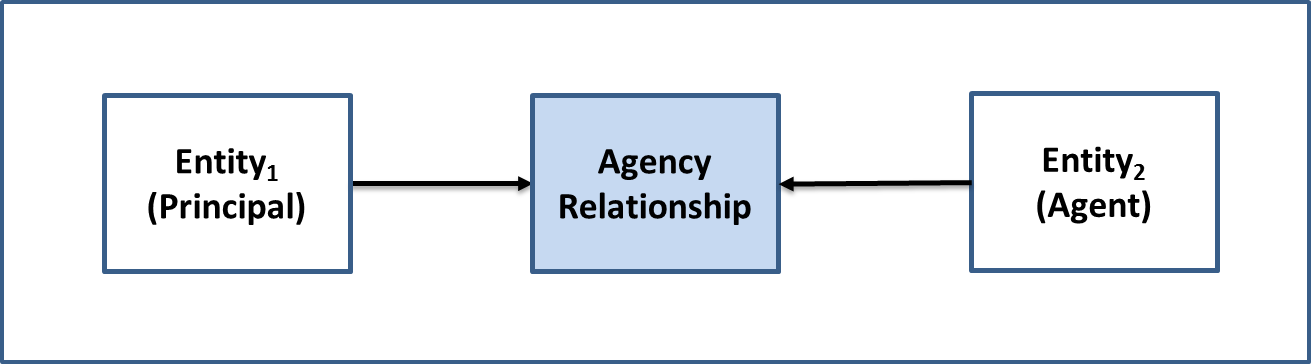 Entity₁
(Principal)
Agency
Relationship
Entity₂
(Agent)